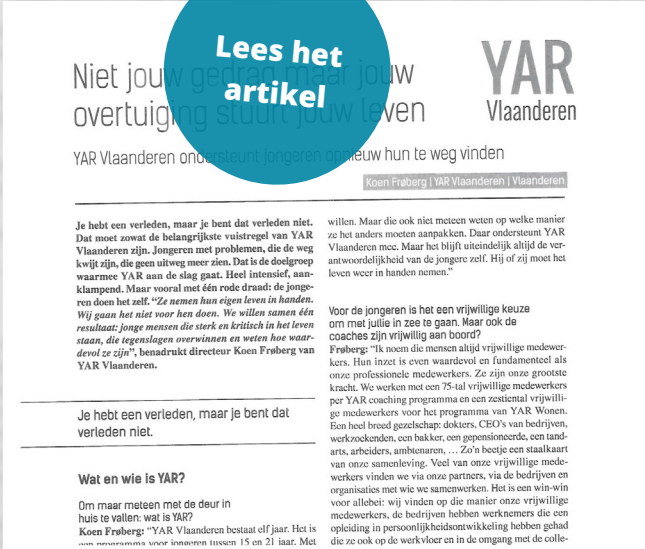 Lees het
artikel
Niet jouw gedrag maar jouw
overtuiging stuurt jouw leven
YAR
Vlaanderen
YAR Vlaanderen ondersteunt jongeren opnieuw hun te weg vinden
Koen Frøberg | YAR Vlaanderen | Vlaanderen
Je hebt een verleden, maar je bent dat verleden niet.
Dat moet zowat de belangrijkste vuistregel van YAR
Vlaanderen zijn. Jongeren met problemen, die de weg
kwijt zijn, die geen uitweg meer zien. Dat is de doelgroep
waarmee YAR aan de slag gaat. Heel intensief, aan-
klampend. Maar vooral met één rode draad: de jonge-
ren doen het zelf. “Ze nemen hun eigen leven in handen.
Wij gaan het niet voor hen doen. We willen samen één
resultaat: jonge mensen die sterk en kritisch in het leven
staan, die tegenslagen overwinnen en weten hoe waar-
devol ze zijn”, benadrukt directeur Koen Frøberg van
YAR Vlaanderen.
Je hebt een verleden, maar je bent dat
verleden niet.
Wat en wie is YAR?
Om maar meteen met de deur in
huis te vallen: wat is YAR?
Koen Frøberg: “YAR Vlaanderen bestaat elf jaar. Het is
een programma voor jongeren tussen 15 en 21 jaar. Met
willen. Maar die ook niet meteen weten op welke manier
ze het anders moeten aanpakken. Daar ondersteunt YAR
Vlaanderen mee. Maar het blijft uiteindelijk altijd de ver-
antwoordelijkheid van de jongere zelf. Hij of zij moet het
leven weer in handen nemen.”
Voor de jongeren is het een vrijwillige keuze
om met jullie in zee te gaan. Maar ook de
coaches zijn vrijwillig aan boord?
Frøberg: “Ik noem die mensen altijd vrijwillige medewer-
kers. Hun inzet is even waardevol en fundamenteel als
onze professionele medewerkers. Ze zijn onze grootste
kracht. We werken met een 75-tal vrijwillige medewerkers
per YAR coaching programma en een zestiental vrijwilli-
ge medewerkers voor het programma van YAR Wonen.
Een heel breed gezelschap: dokters, CEO’s van bedrijven,
werkzoekenden, een bakker, een gepensioneerde, een tand-
arts, arbeiders, ambtenaren, … Zo’n beetje een staalkaart
van onze samenleving. Veel van onze vrijwillige mede-
werkers vinden we via onze partners, via de bedrijven en
organisaties met wie we samenwerken. Het is een win-win
voor allebei: wij vinden op die manier onze vrijwillige
medewerkers, de bedrijven hebben werknemers die een
opleiding in persoonlijkheidsontwikkeling hebben gehad
die ze ook op de werkvloer en in de omgang met de colle-